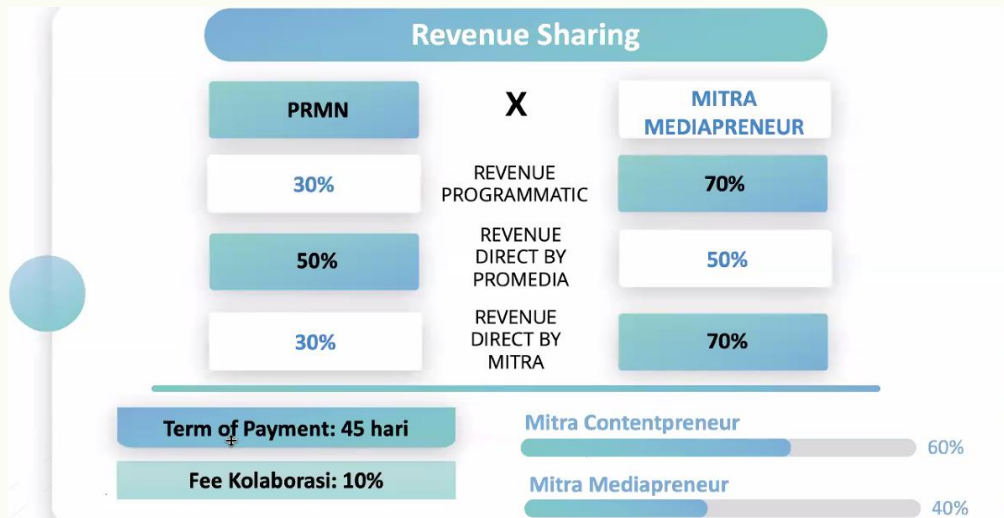 Revenue Sharing
PRMN
X
MITRA
MEDIAPRENEUR
30%
REVENUE
PROGRAMMATIC
70%
50%
REVENUE
DIRECT BY
PROMEDIA
50%
30%
REVENUE
DIRECT BY
MITRA
70%
Term of Payment: 45 hari
Fee Kolaborasi: 10%
Mitra Contentpreneur
60%
Mitra Mediapreneur
40%